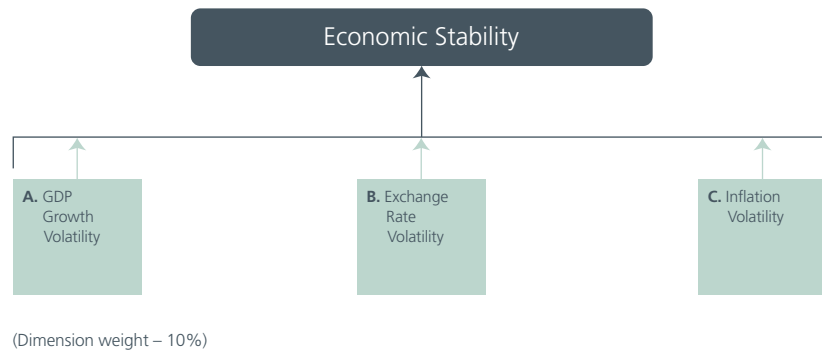 Economic Stability
A. GDP
Growth
Volatility
B. Exchange
Rate
Volatility
C. Inflation
Volatility
(Dimension weight – 10%)